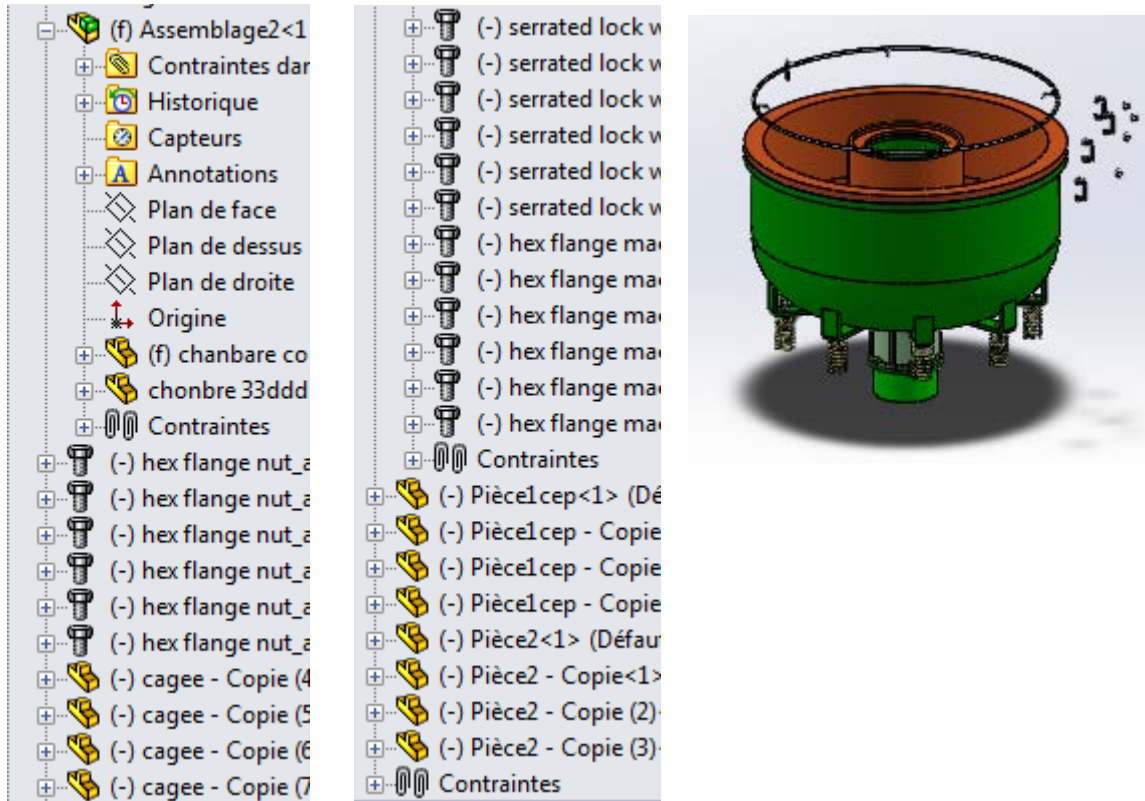 (f) Assemblage2<1
Contraintes dar
Historique
Capteurs
A Annotations
Plan de face
Plan de dessus
Plan de droite
Origine
(f) chanbare co
chonbre 33ddd
Contraintes
(-) hex flange nut_a
(-) hex flange nut_a
(-) hex flange nut_a
(-) hex flange nut_a
(-) hex flange nut_a
(-) hex flange nut_a
(-) cagee - Copie (4
(-) cagee - Copie (5
(-) cagee - Copie (6
(-) cagee - Copie (7
(-) serrated lock w
(-) serrated lock w
(-) serrated lock w
(-) serrated lock w
(-) serrated lock w
(-) serrated lock w
(-) hex flange mac
(-) hex flange mac
(-) hex flange mac
(-) hex flange mac
(-) hex flange mac
(-) hex flange mac
Contraintes
(-) Pièce1cep<1> (Dé
(-) Pièce1cep - Copie
(-) Pièce1cep - Copie
(-) Pièce1cep - Copie
(-) Pièce2<1> (Défau
(-) Pièce2 - Copie<1>
(-) Pièce2 - Copie (2)
(-) Pièce2 - Copie (3)
Contraintes